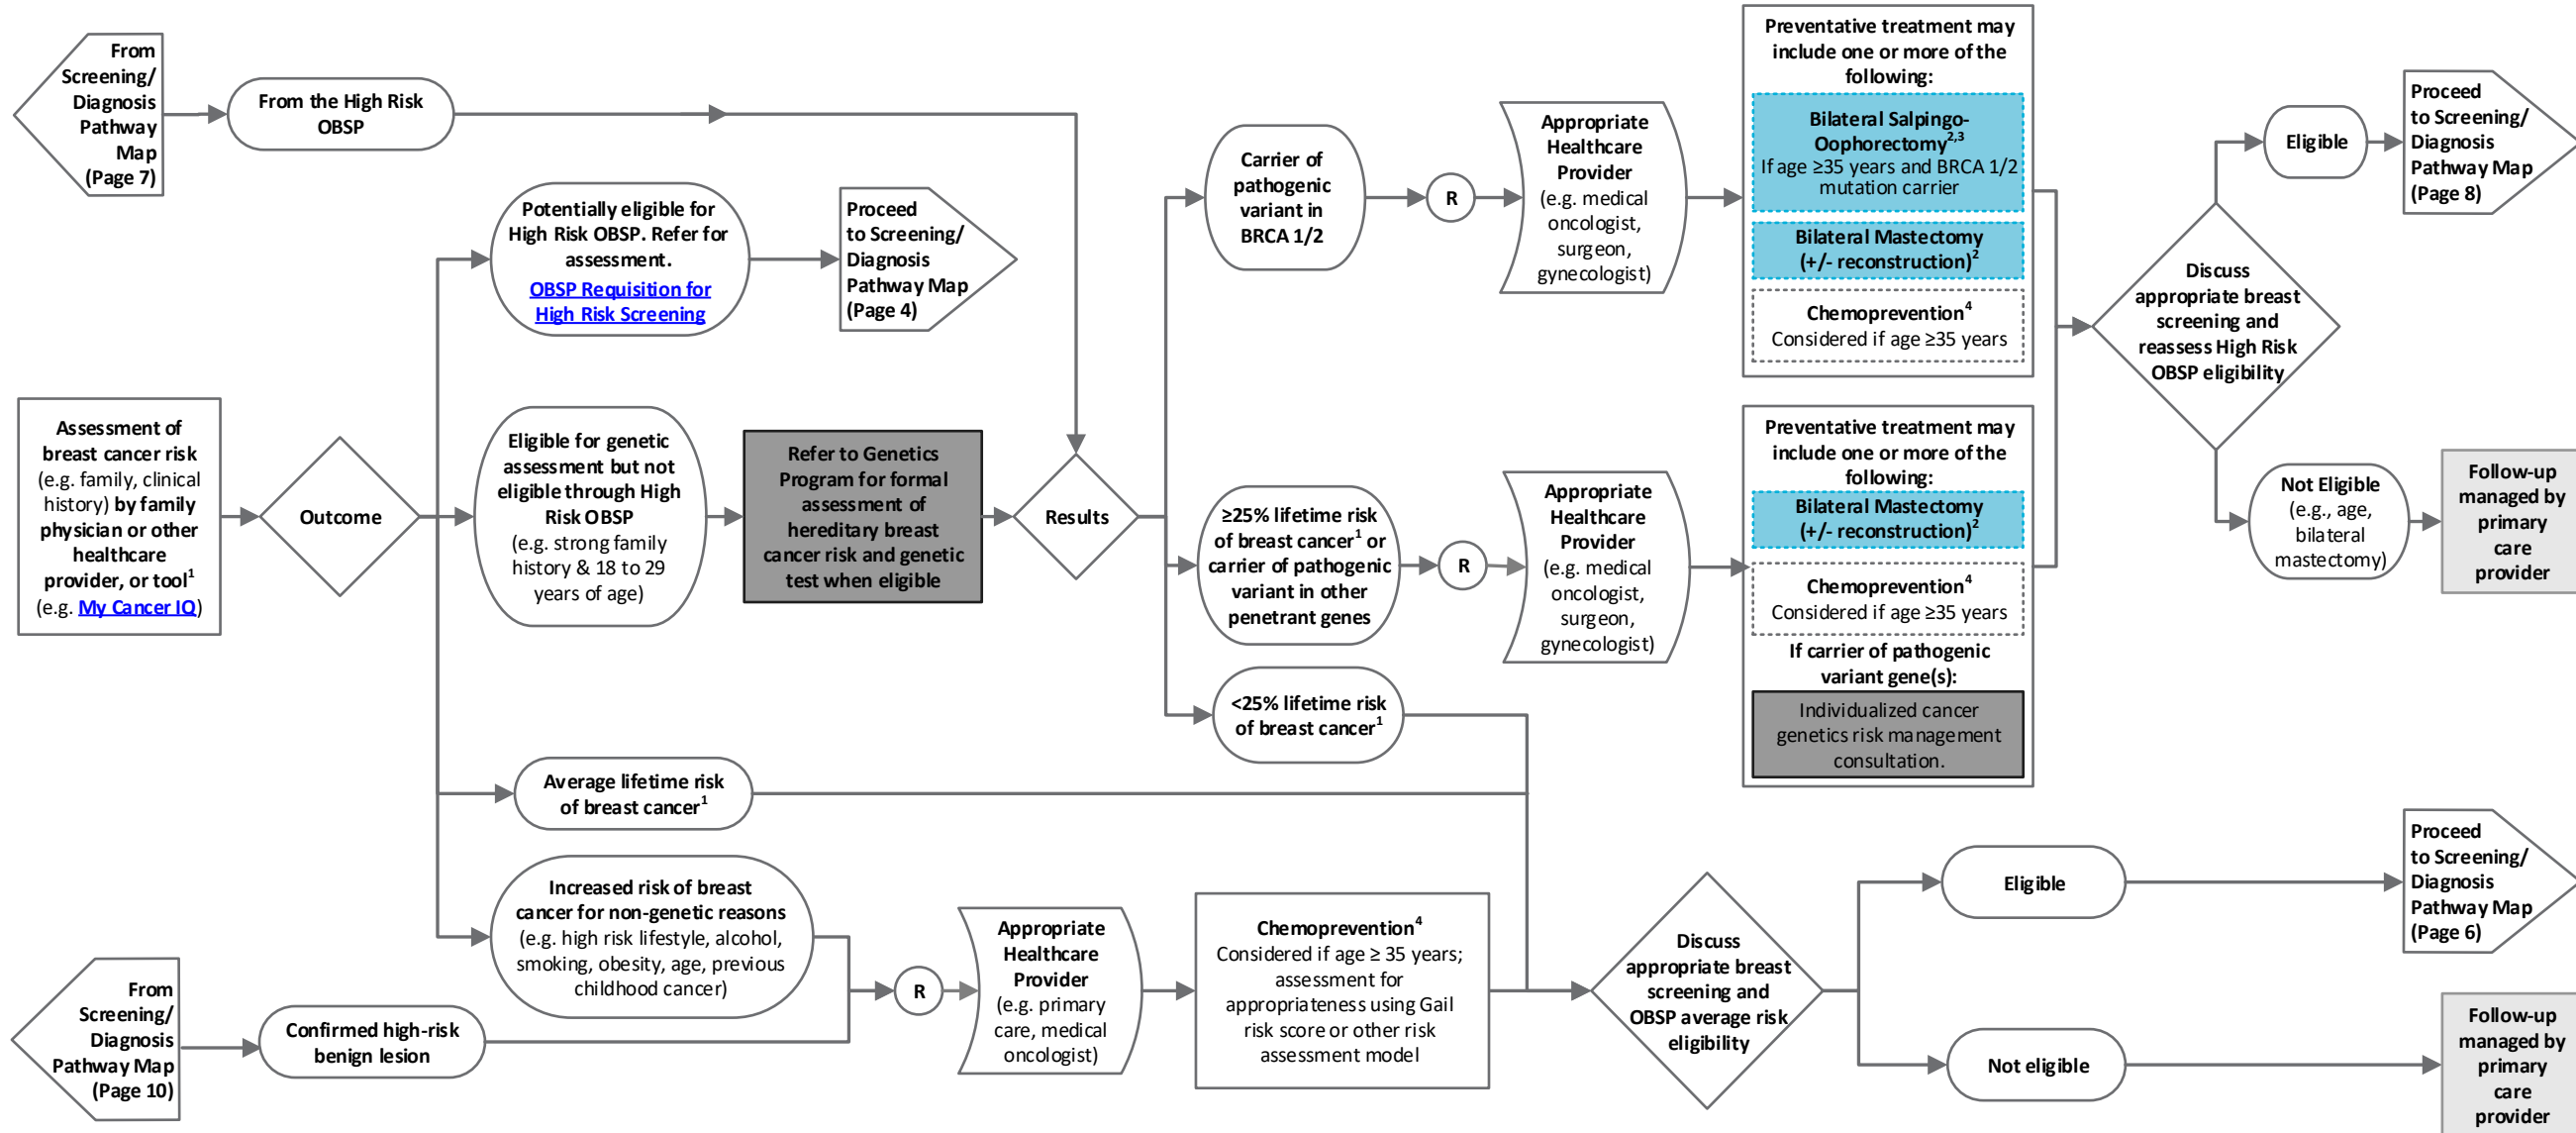 From
Screening/
Diagnosis
Pathway
Map
(Page 7)
From the High Risk
OBSP
Potentially eligible for
High Risk OBSP. Refer for
assessment.
OBSP Requisition for
High Risk Screening
Proceed
to Screening/
Diagnosis
Pathway Map
(Page 4)
Assessment of
breast cancer risk
(e.g. family, clinical
history) by family
physician or other
healthcare
provider, or tool¹
(e.g. My Cancer IQ)
Outcome
Eligible for genetic
assessment but not
eligible through High
Risk OBSP
(e.g. strong family
history & 18 to 29
years of age)
Refer to Genetics
Program for formal
assessment of
hereditary breast
cancer risk and genetic
test when eligible
Results
Average lifetime risk
of breast cancer¹
Increased risk of breast
cancer for non-genetic reasons
(e.g. high risk lifestyle, alcohol,
smoking, obesity, age, previous
childhood cancer)
From
Screening/
Diagnosis
Pathway Map
(Page 10)
Confirmed high-risk
benign lesion
R
Appropriate
Healthcare
Provider
(e.g. primary
care, medical
oncologist)
Chemoprevention⁴
Considered if age ≥ 35 years;
assessment for
appropriateness using Gail
risk score or other risk
assessment model
Carrier of
pathogenic
variant in
BRCA 1/2
R
Appropriate
Healthcare
Provider
(e.g. medical
oncologist,
surgeon,
gynecologist)
Preventative treatment may
include one or more of the
following:
Bilateral Salpingo-
Oophorectomy²,³
If age ≥35 years and BRCA 1/2
mutation carrier
Bilateral Mastectomy
(+/- reconstruction)²
Chemoprevention⁴
Considered if age ≥35 years
≥25% lifetime risk
of breast cancer¹ or
carrier of pathogenic
variant in other
penetrant genes
R
Appropriate
Healthcare
Provider
(e.g. medical
oncologist,
surgeon,
gynecologist)
Preventative treatment may
include one or more of the
following:
Bilateral Mastectomy
(+/- reconstruction)²
Chemoprevention⁴
Considered if age ≥35 years
If carrier of pathogenic
variant gene(s):
Individualized cancer
genetics risk management
consultation.
<25% lifetime risk
of breast cancer¹
Discuss
appropriate breast
screening and
reassess High Risk
OBSP eligibility
Eligible
Proceed
to Screening/
Diagnosis
Pathway Map
(Page 8)
Not Eligible
(e.g., age,
bilateral
mastectomy)
Follow-up
managed by
primary
care
provider
Discuss
appropriate breast
screening and
OBSP average risk
eligibility
Eligible
Proceed
to Screening/
Diagnosis
Pathway Map
(Page 6)
Not eligible
Follow-up
managed by
primary
care
provider